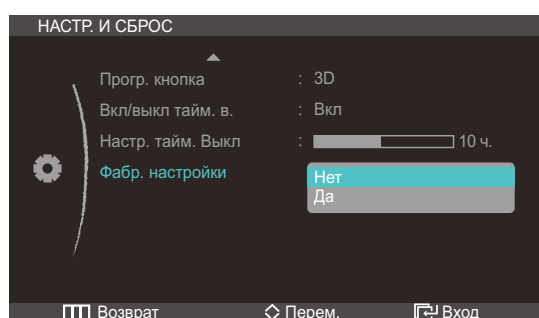 НАСТР. И СБРОС
Прогр. кнопка : 3D
Вкл/выкл тайм. в. : Вкл
Настр. тайм. Выкл : 10 ч.
Фабр. настройки Нет
Да
Возврат Перем. Вход